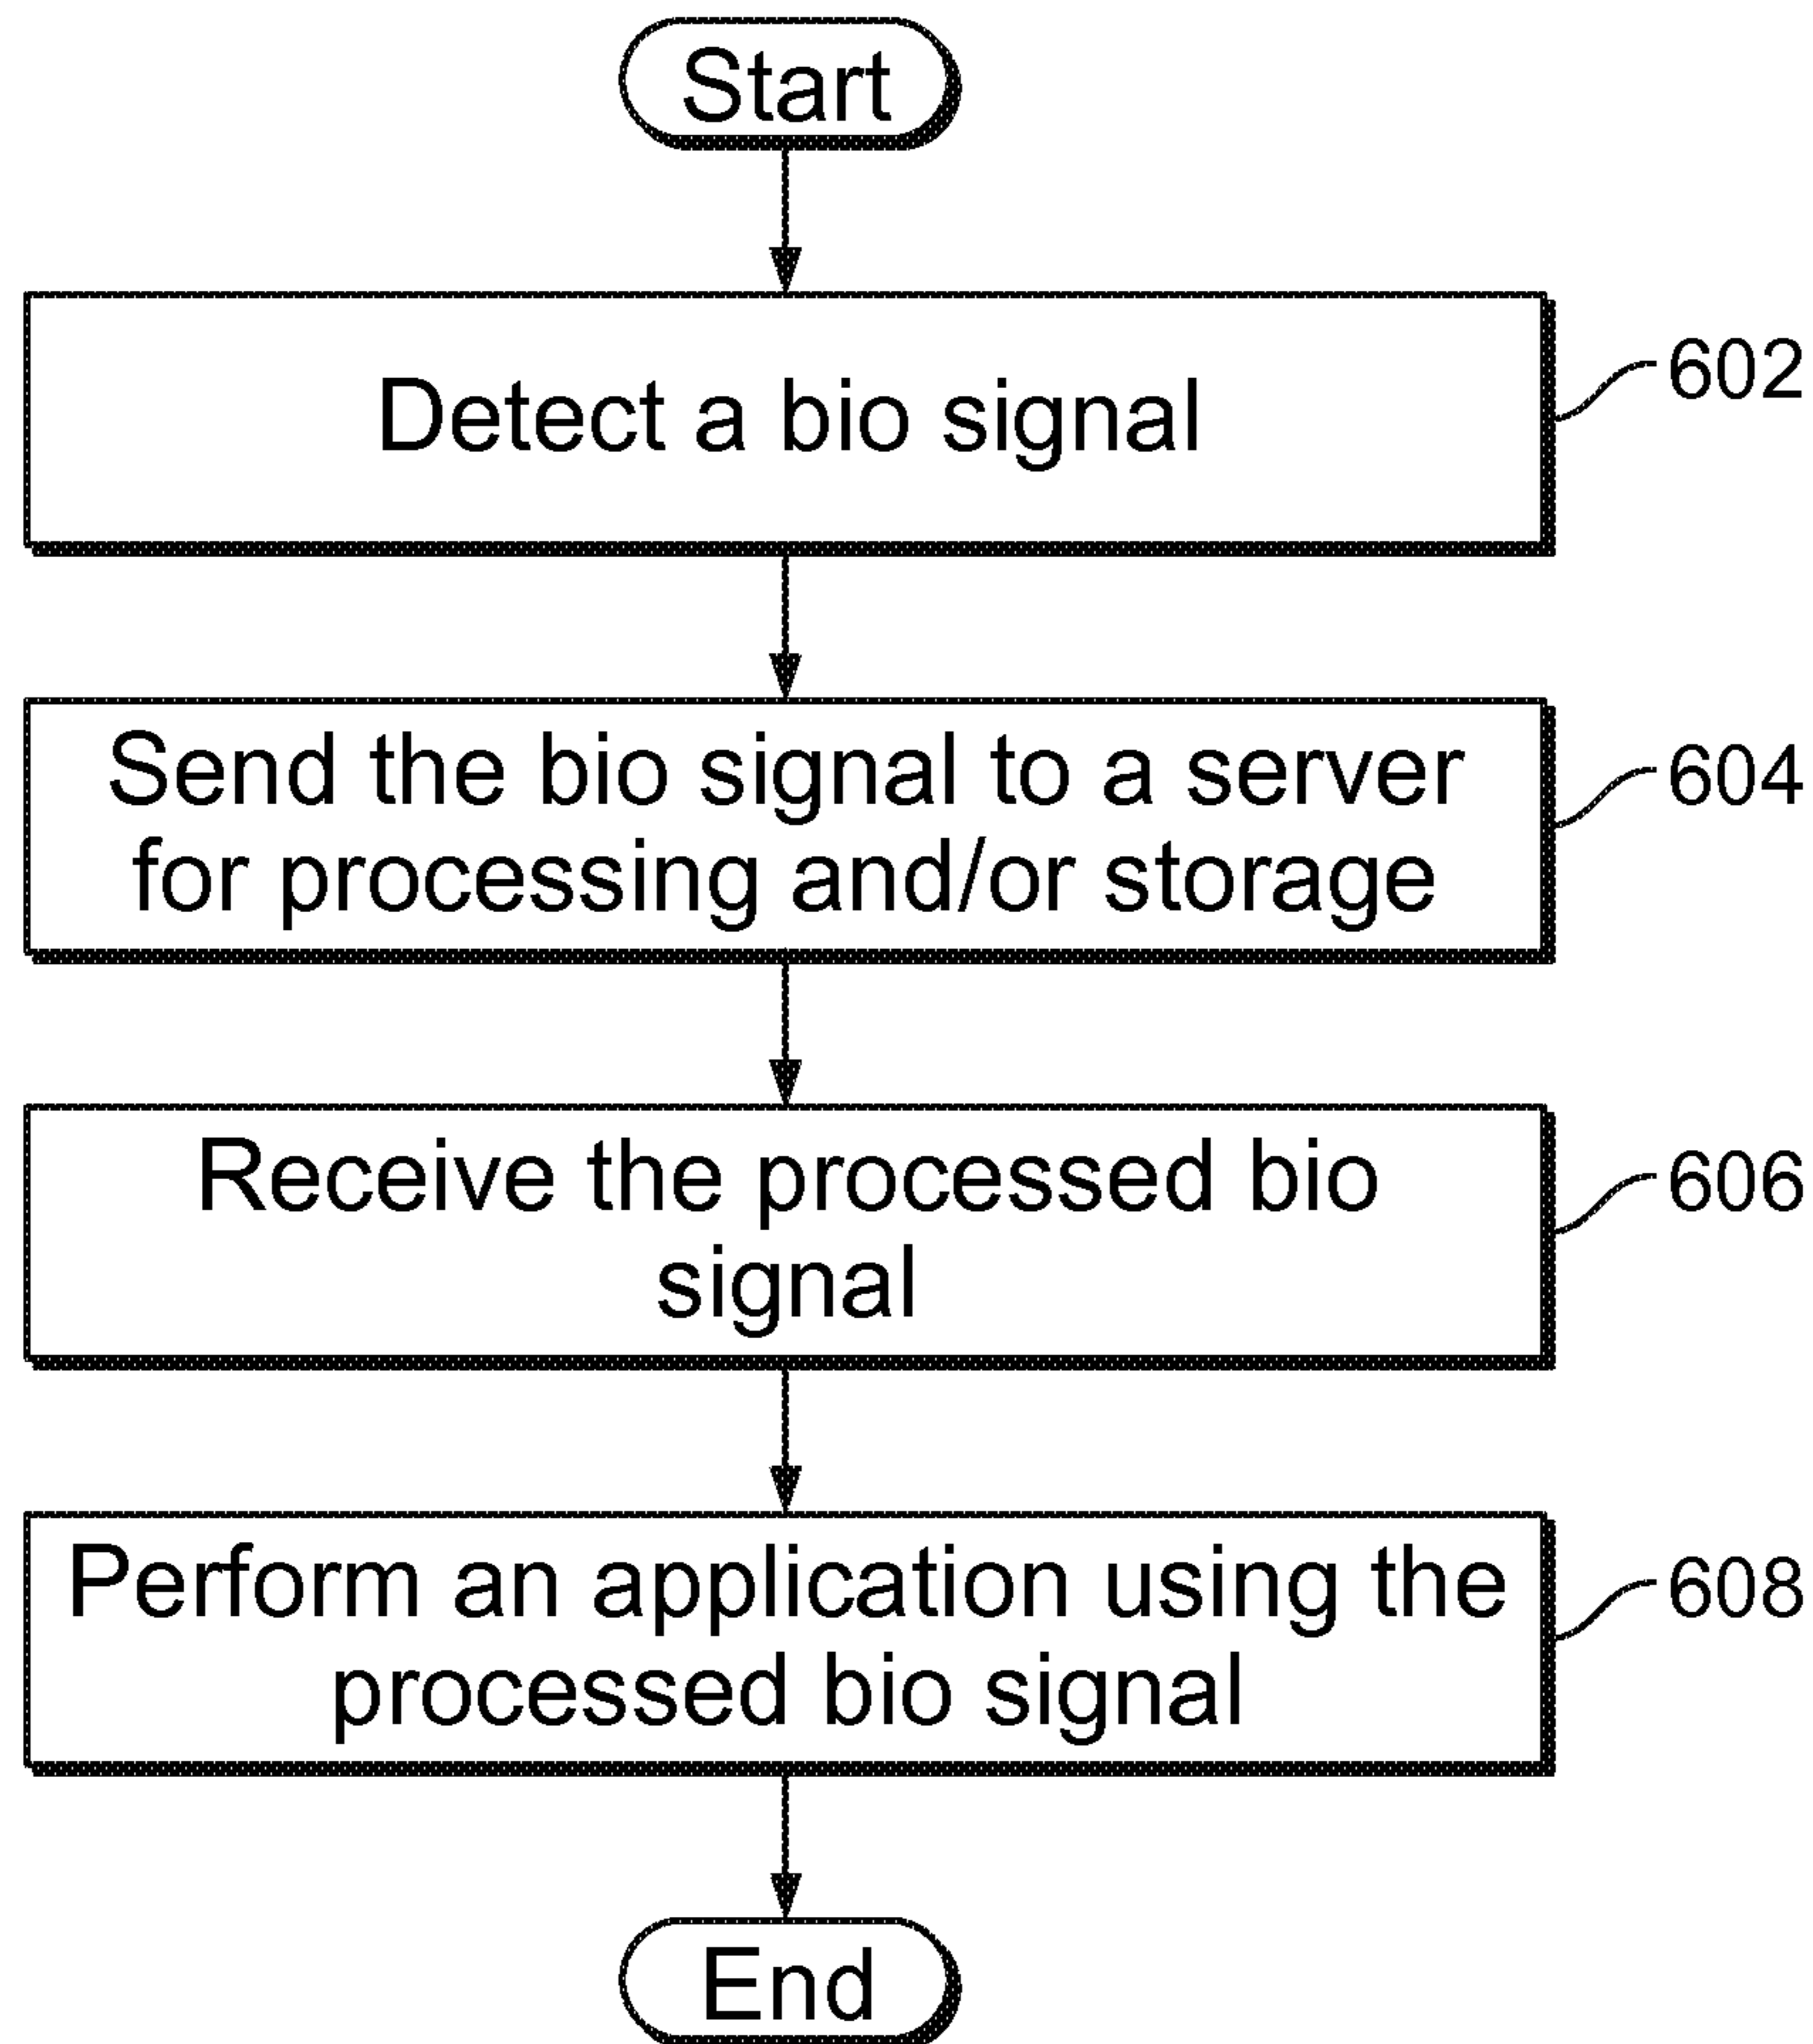 Start
Detect a bio signal
602
Send the bio signal to a server
for processing and/or storage
604
Receive the processed bio
signal
606
Perform an application using the
processed bio signal
608
End